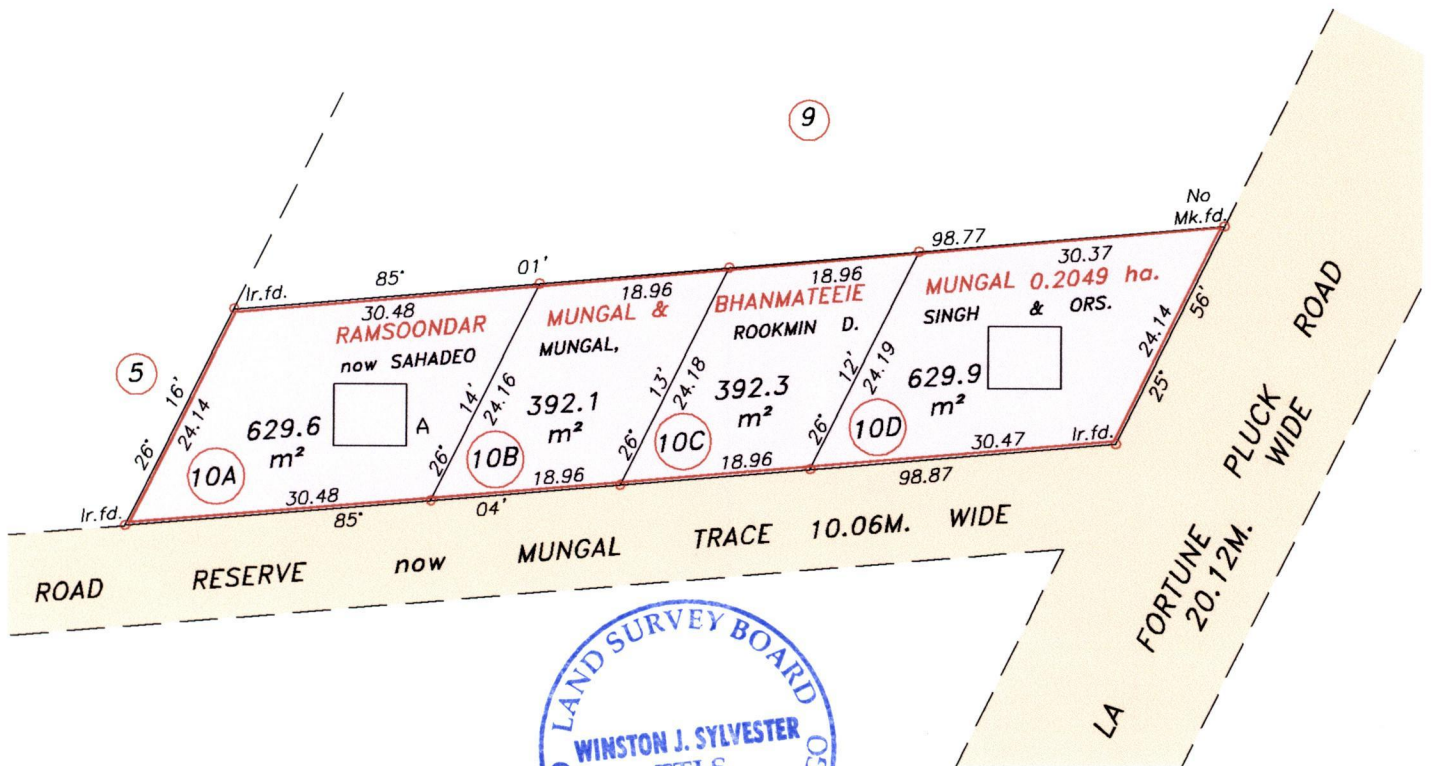 9
No
Mk.fd.
98.77
30.37
Ir.fd.
85°
01'
30.48
18.96
18.96
RAMSOONDAR
MUNGAL &
BHANMATEEIE
MUNGAL 0.2049 ha.
now SAHADEO
MUNGAL,
ROOKMIN D.
SINGH & ORS.
5
26° 16'
24.14
629.6
m²
A
10A
26° 14'
24.16
392.1
m²
10B
26° 13'
24.18
392.3
m²
10C
26° 12'
24.19
629.9
m²
10D
24.14
25° 56'
Ir.fd.
30.48
18.96
18.96
30.47
Ir.fd.
85°
04'
98.87
ROAD RESERVE now MUNGAL TRACE 10.06M. WIDE
LA FORTUNE PLUCK ROAD
20.12M. WIDE
LAND SURVEY BOARD
WINSTON J. SYLVESTER